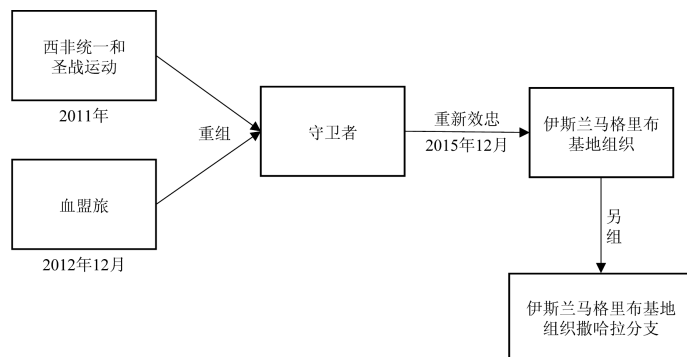 西非统一和
圣战运动
2011年
血盟旅
2012年12月
重组
守卫者
重新效忠
2015年12月
伊斯兰马格里布
基地组织
另
组
伊斯兰马格里布基地
组织撒哈拉分支